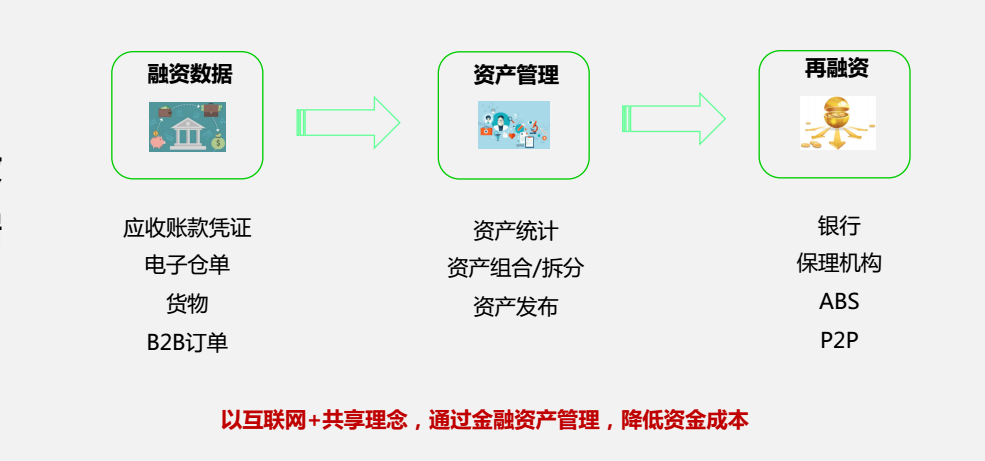 融资数据
资产管理
再融资
应收账款凭证
电子仓单
货物
B2B订单
资产统计
资产组合/拆分
资产发布
银行
保理机构
ABS
P2P
以互联网+共享理念，通过金融资产管理，降低资金成本